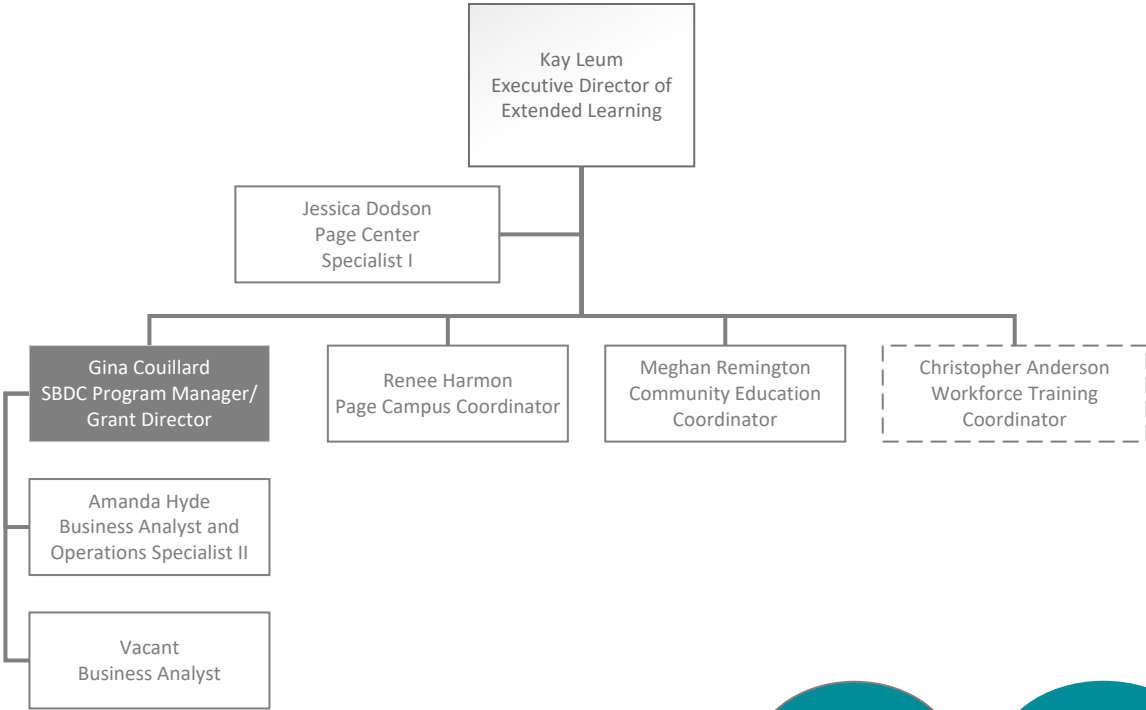 Kay Leum
Executive Director of
Extended Learning
Jessica Dodson
Page Center
Specialist I
Gina Couillard
SBDC Program Manager/
Grant Director
Renee Harmon
Page Campus Coordinator
Meghan Remington
Community Education
Coordinator
Christopher Anderson
Workforce Training
Coordinator
Amanda Hyde
Business Analyst and
Operations Specialist II
Vacant
Business Analyst